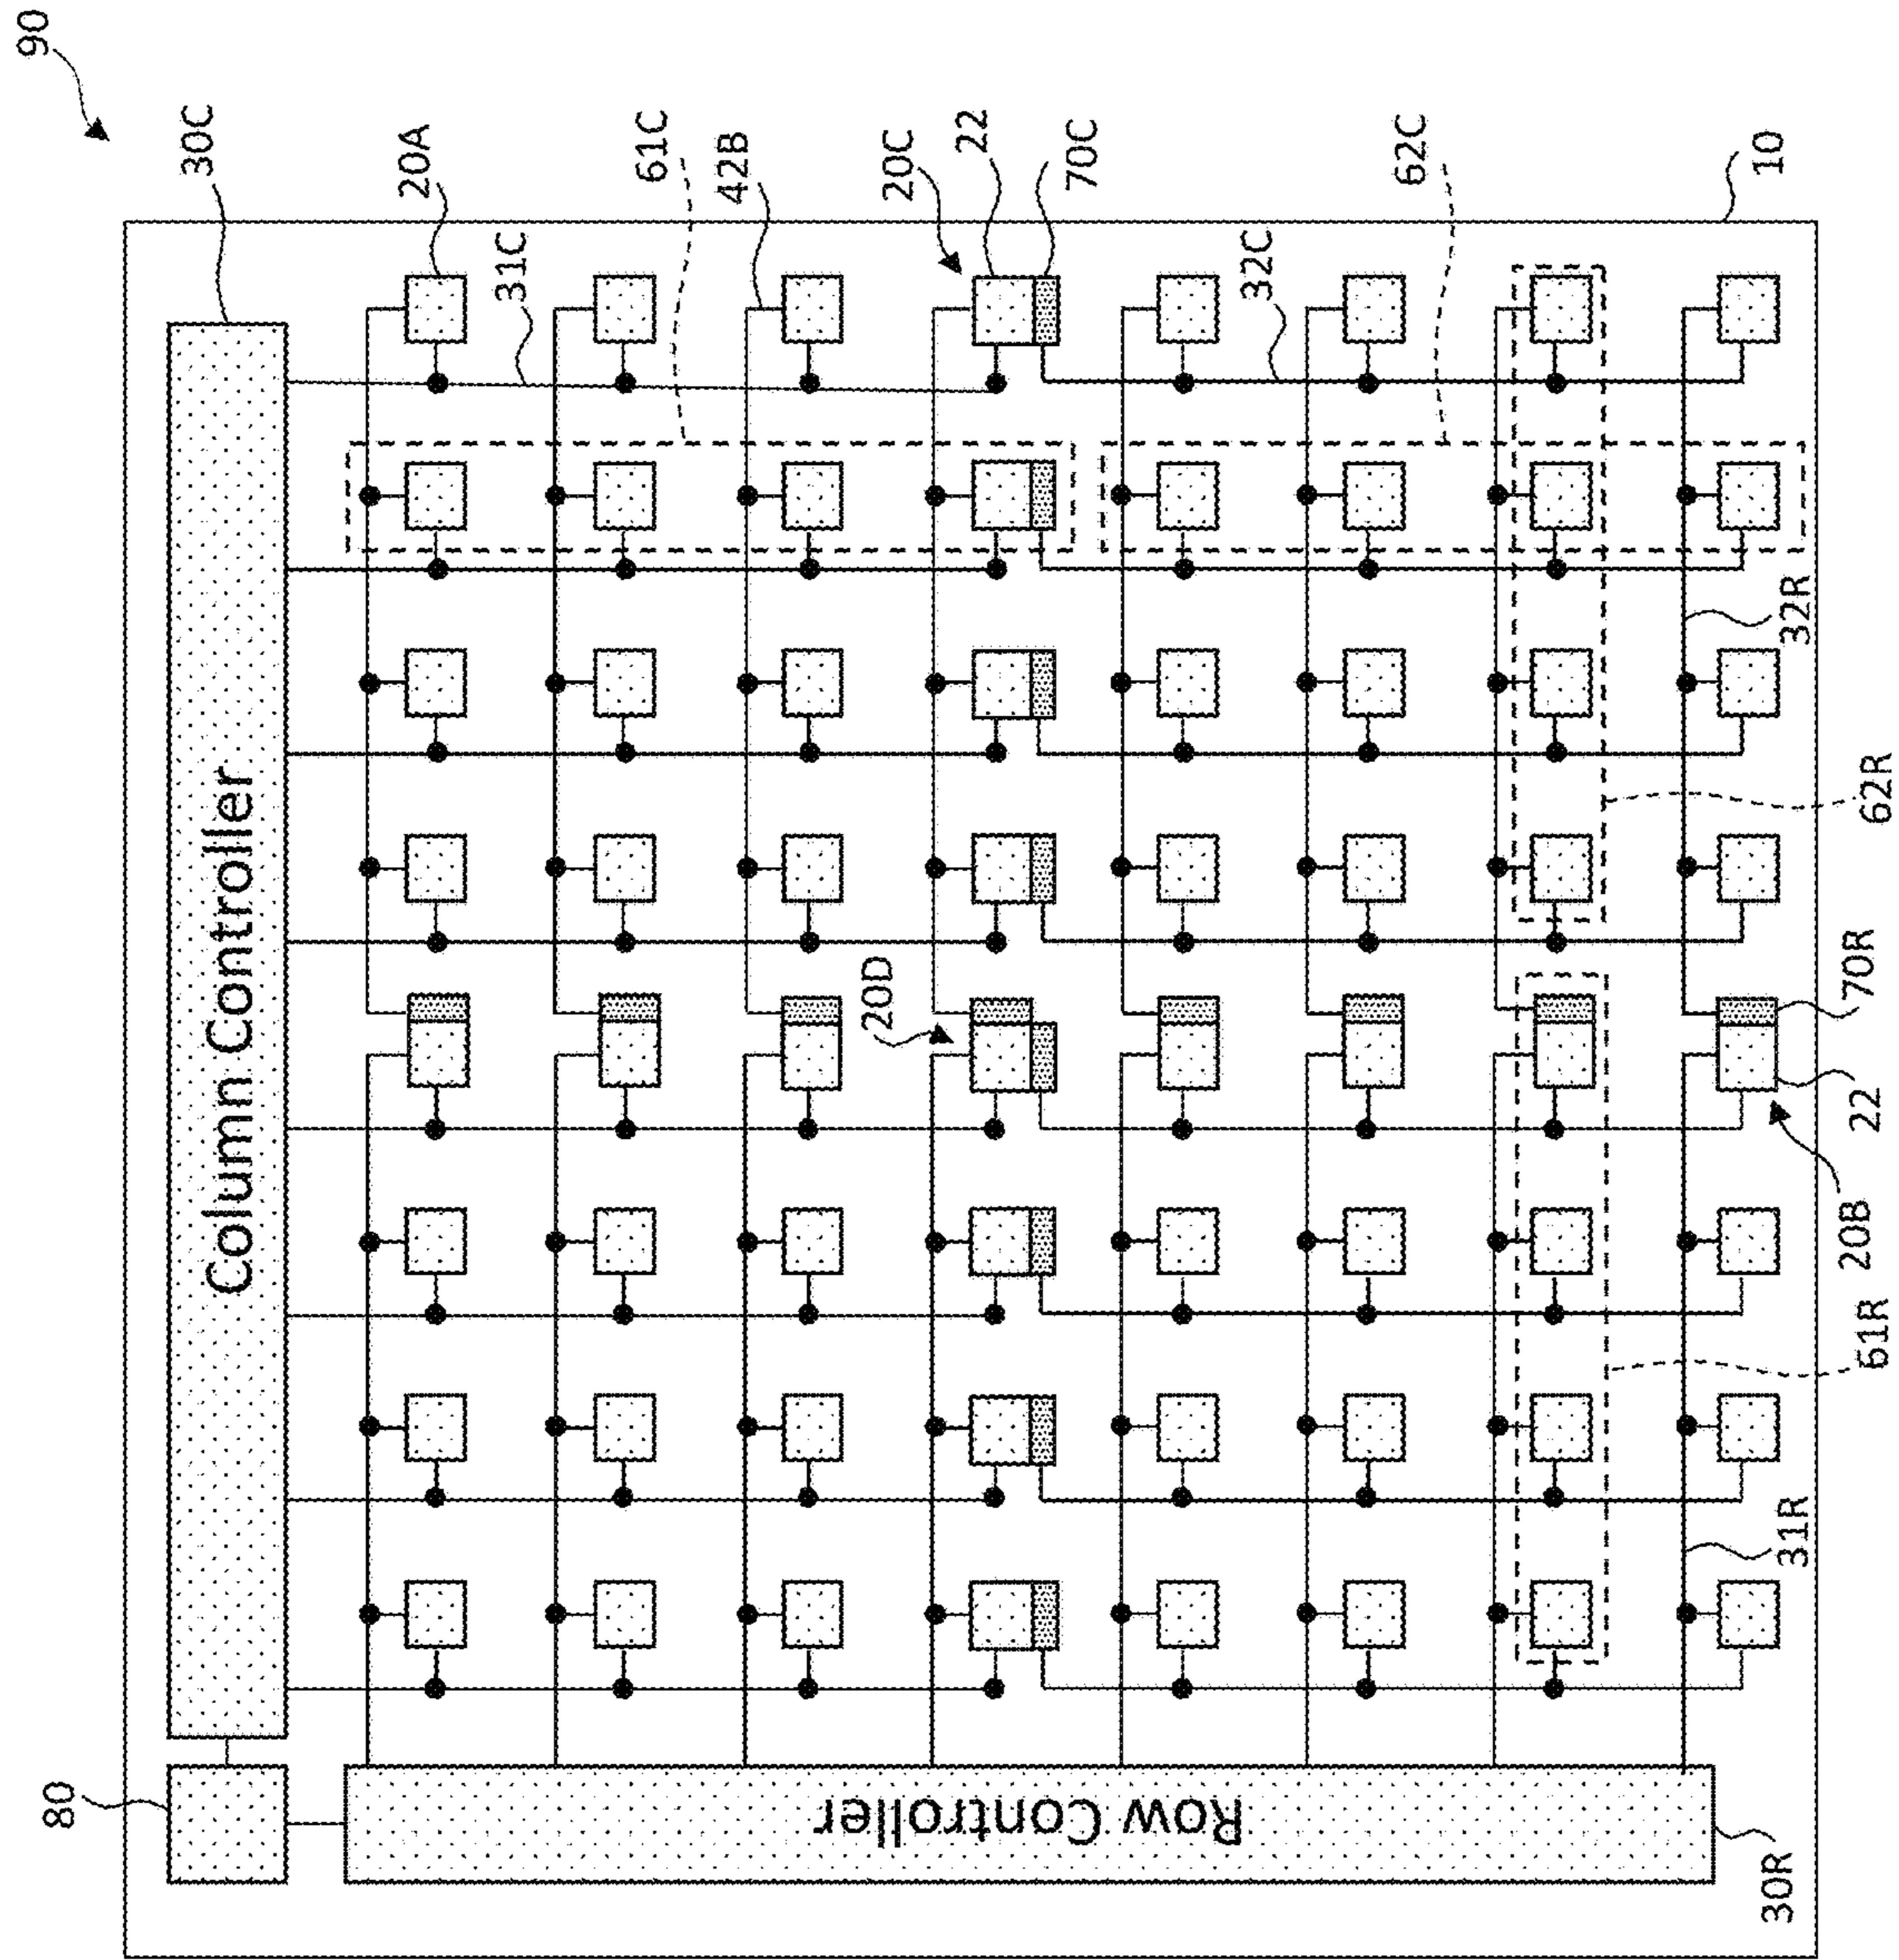 90
30C
20A
61C
42B
20C
22
70C
62C
10
31C
32C
Column Controller
20D
32R
62R
70R
22
20B
61R
31R
80
Row Controller
30R